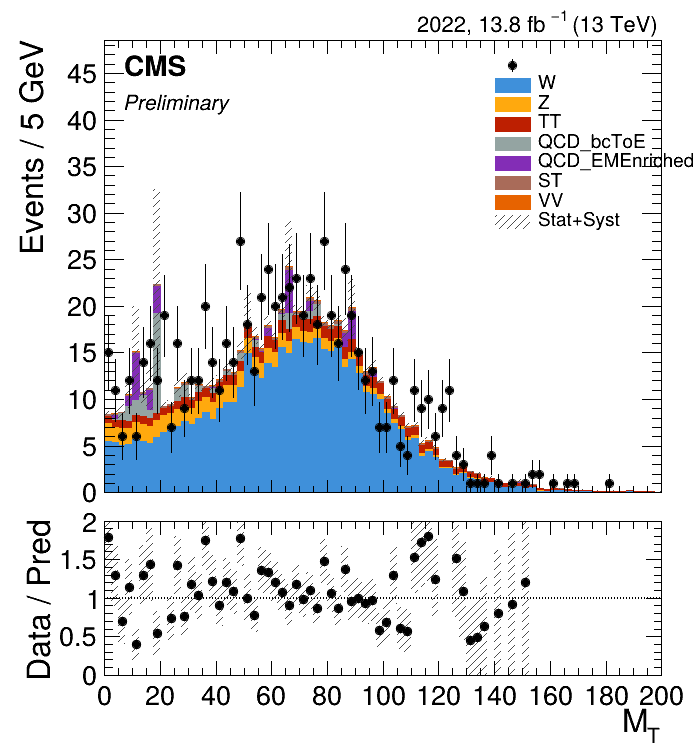 2022, 13.8 fb⁻¹ (13 TeV)
CMS
Preliminary
W
Z
TT
QCD_bcToE
QCD_EMEnriched
ST
VV
Stat+Syst
Events / 5 GeV
45
40
35
30
25
20
15
10
5
0
Data / Pred
2
1.5
1
0.5
0
0 20 40 60 80 100 120 140 160 180 200
M_T